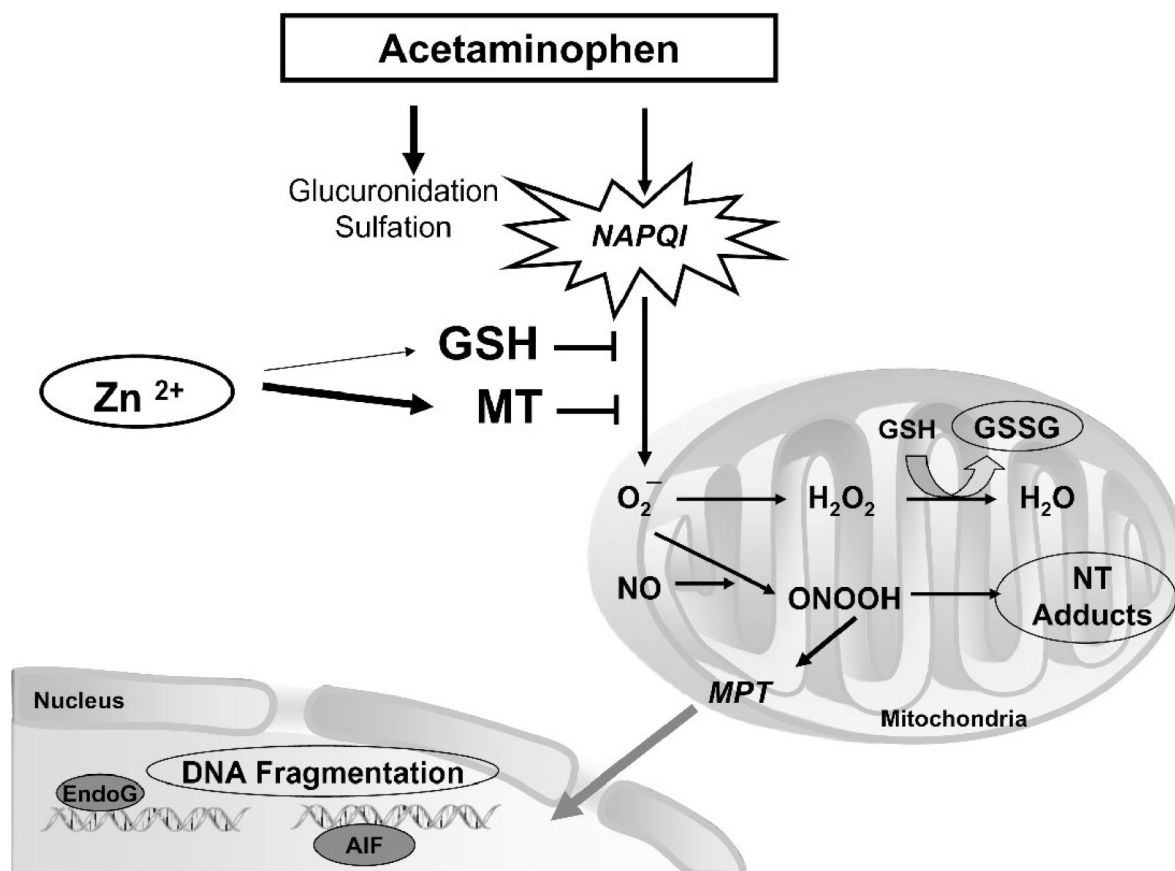 Acetaminophen
Glucuronidation
Sulfation
NAPQI
GSH
MT
Zn 2+
GSH
GSSG
O₂⁻
H₂O₂
H₂O
NO
ONOOH
NT
Adducts
MPT
Mitochondria
Nucleus
DNA Fragmentation
EndoG
AIF